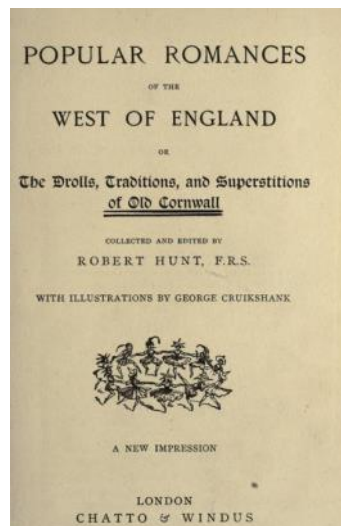 POPULAR ROMANCES
OF THE
WEST OF ENGLAND
OR
The Drolls, Traditions, and Superstitions
of Old Cornwall
COLLECTED AND EDITED BY
ROBERT HUNT, F.R.S.
WITH ILLUSTRATIONS BY GEORGE CRUIKSHANK
A NEW IMPRESSION
LONDON
CHATTO & WINDUS